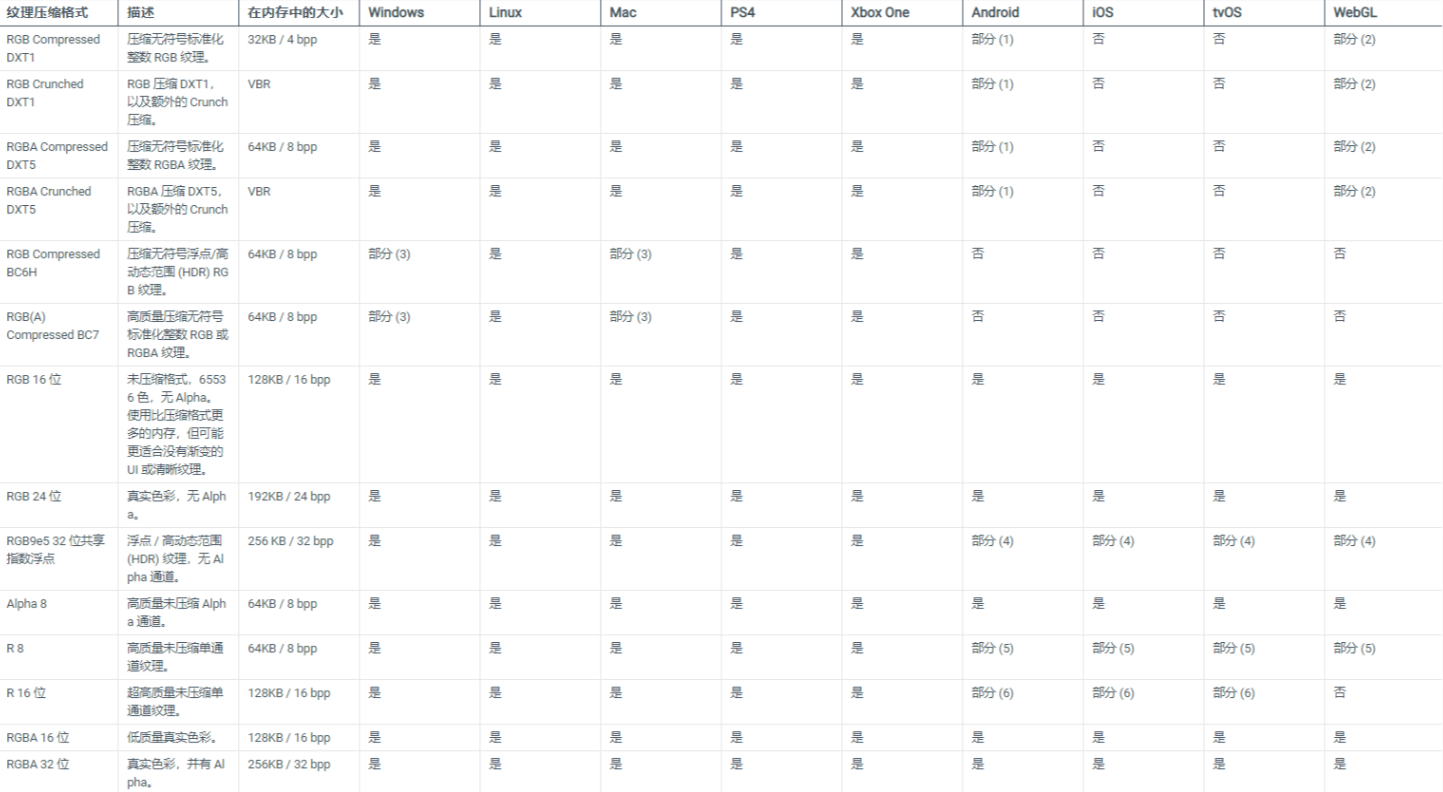 纹理压缩格式 描述 在内存中的大小 Windows Linux Mac PS4 Xbox One Android iOS tvOS WebGL
RGB Compressed 压缩无符号标准化 32KB / 4 bpp 是 是 是 是 是 部分 (1) 否 否 部分 (2)
DXT1 整数 RGB 纹理。
RGB Crunched RGB 压缩 DXT1， VBR 是 是 是 是 是 部分 (1) 否 否 部分 (2)
DXT1 以及额外的 Crunch
压缩。
RGBA Compressed 压缩无符号标准化 64KB / 8 bpp 是 是 是 是 是 部分 (1) 否 否 部分 (2)
DXT5 整数 RGBA 纹理。
RGBA Crunched RGBA 压缩 DXT5， VBR 是 是 是 是 是 部分 (1) 否 否 部分 (2)
DXT5 以及额外的 Crunch
压缩。
RGB Compressed 压缩无符号浮点/高 64KB / 8 bpp 部分 (3) 是 部分 (3) 是 是 否 否 否 否
BC6H 动态范围 (HDR) RG
B 纹理。
RGB(A) 高质量压缩无符号 64KB / 8 bpp 部分 (3) 是 部分 (3) 是 是 否 否 否 否
Compressed BC7 标准化整数 RGB 或
RGBA 纹理。
RGB 16 位 未压缩格式，6553 128KB / 16 bpp 是 是 是 是 是 是 是 是 是
6 色，无 Alpha。
使用比压缩格式更
多的内存，但可能
更适合没有渐变的
UI 或清晰纹理。
RGB 24 位 真实色彩，无 Alph 192KB / 24 bpp 是 是 是 是 是 是 是 是 是
a。
RGB9e5 32 位共享 浮点 / 高动态范围 256 KB / 32 bpp 是 是 是 是 是 部分 (4) 部分 (4) 部分 (4) 部分 (4)
指数浮点 (HDR) 纹理，无 Al
pha 通道。
Alpha 8 高质量未压缩 Alph 64KB / 8 bpp 是 是 是 是 是 是 是 是 是
a 通道。
R 8 高质量未压缩单通 64KB / 8 bpp 是 是 是 是 是 部分 (5) 部分 (5) 部分 (5) 部分 (5)
道纹理。
R 16 位 超高质量未压缩单 128KB / 16 bpp 是 是 是 是 是 部分 (6) 部分 (6) 部分 (6) 否
通道纹理。
RGBA 16 位 低质量真实色彩。 128KB / 16 bpp 是 是 是 是 是 是 是 是 是
RGBA 32 位 真实色彩，并有 Al 256KB / 32 bpp 是 是 是 是 是 是 是 是 是
pha。